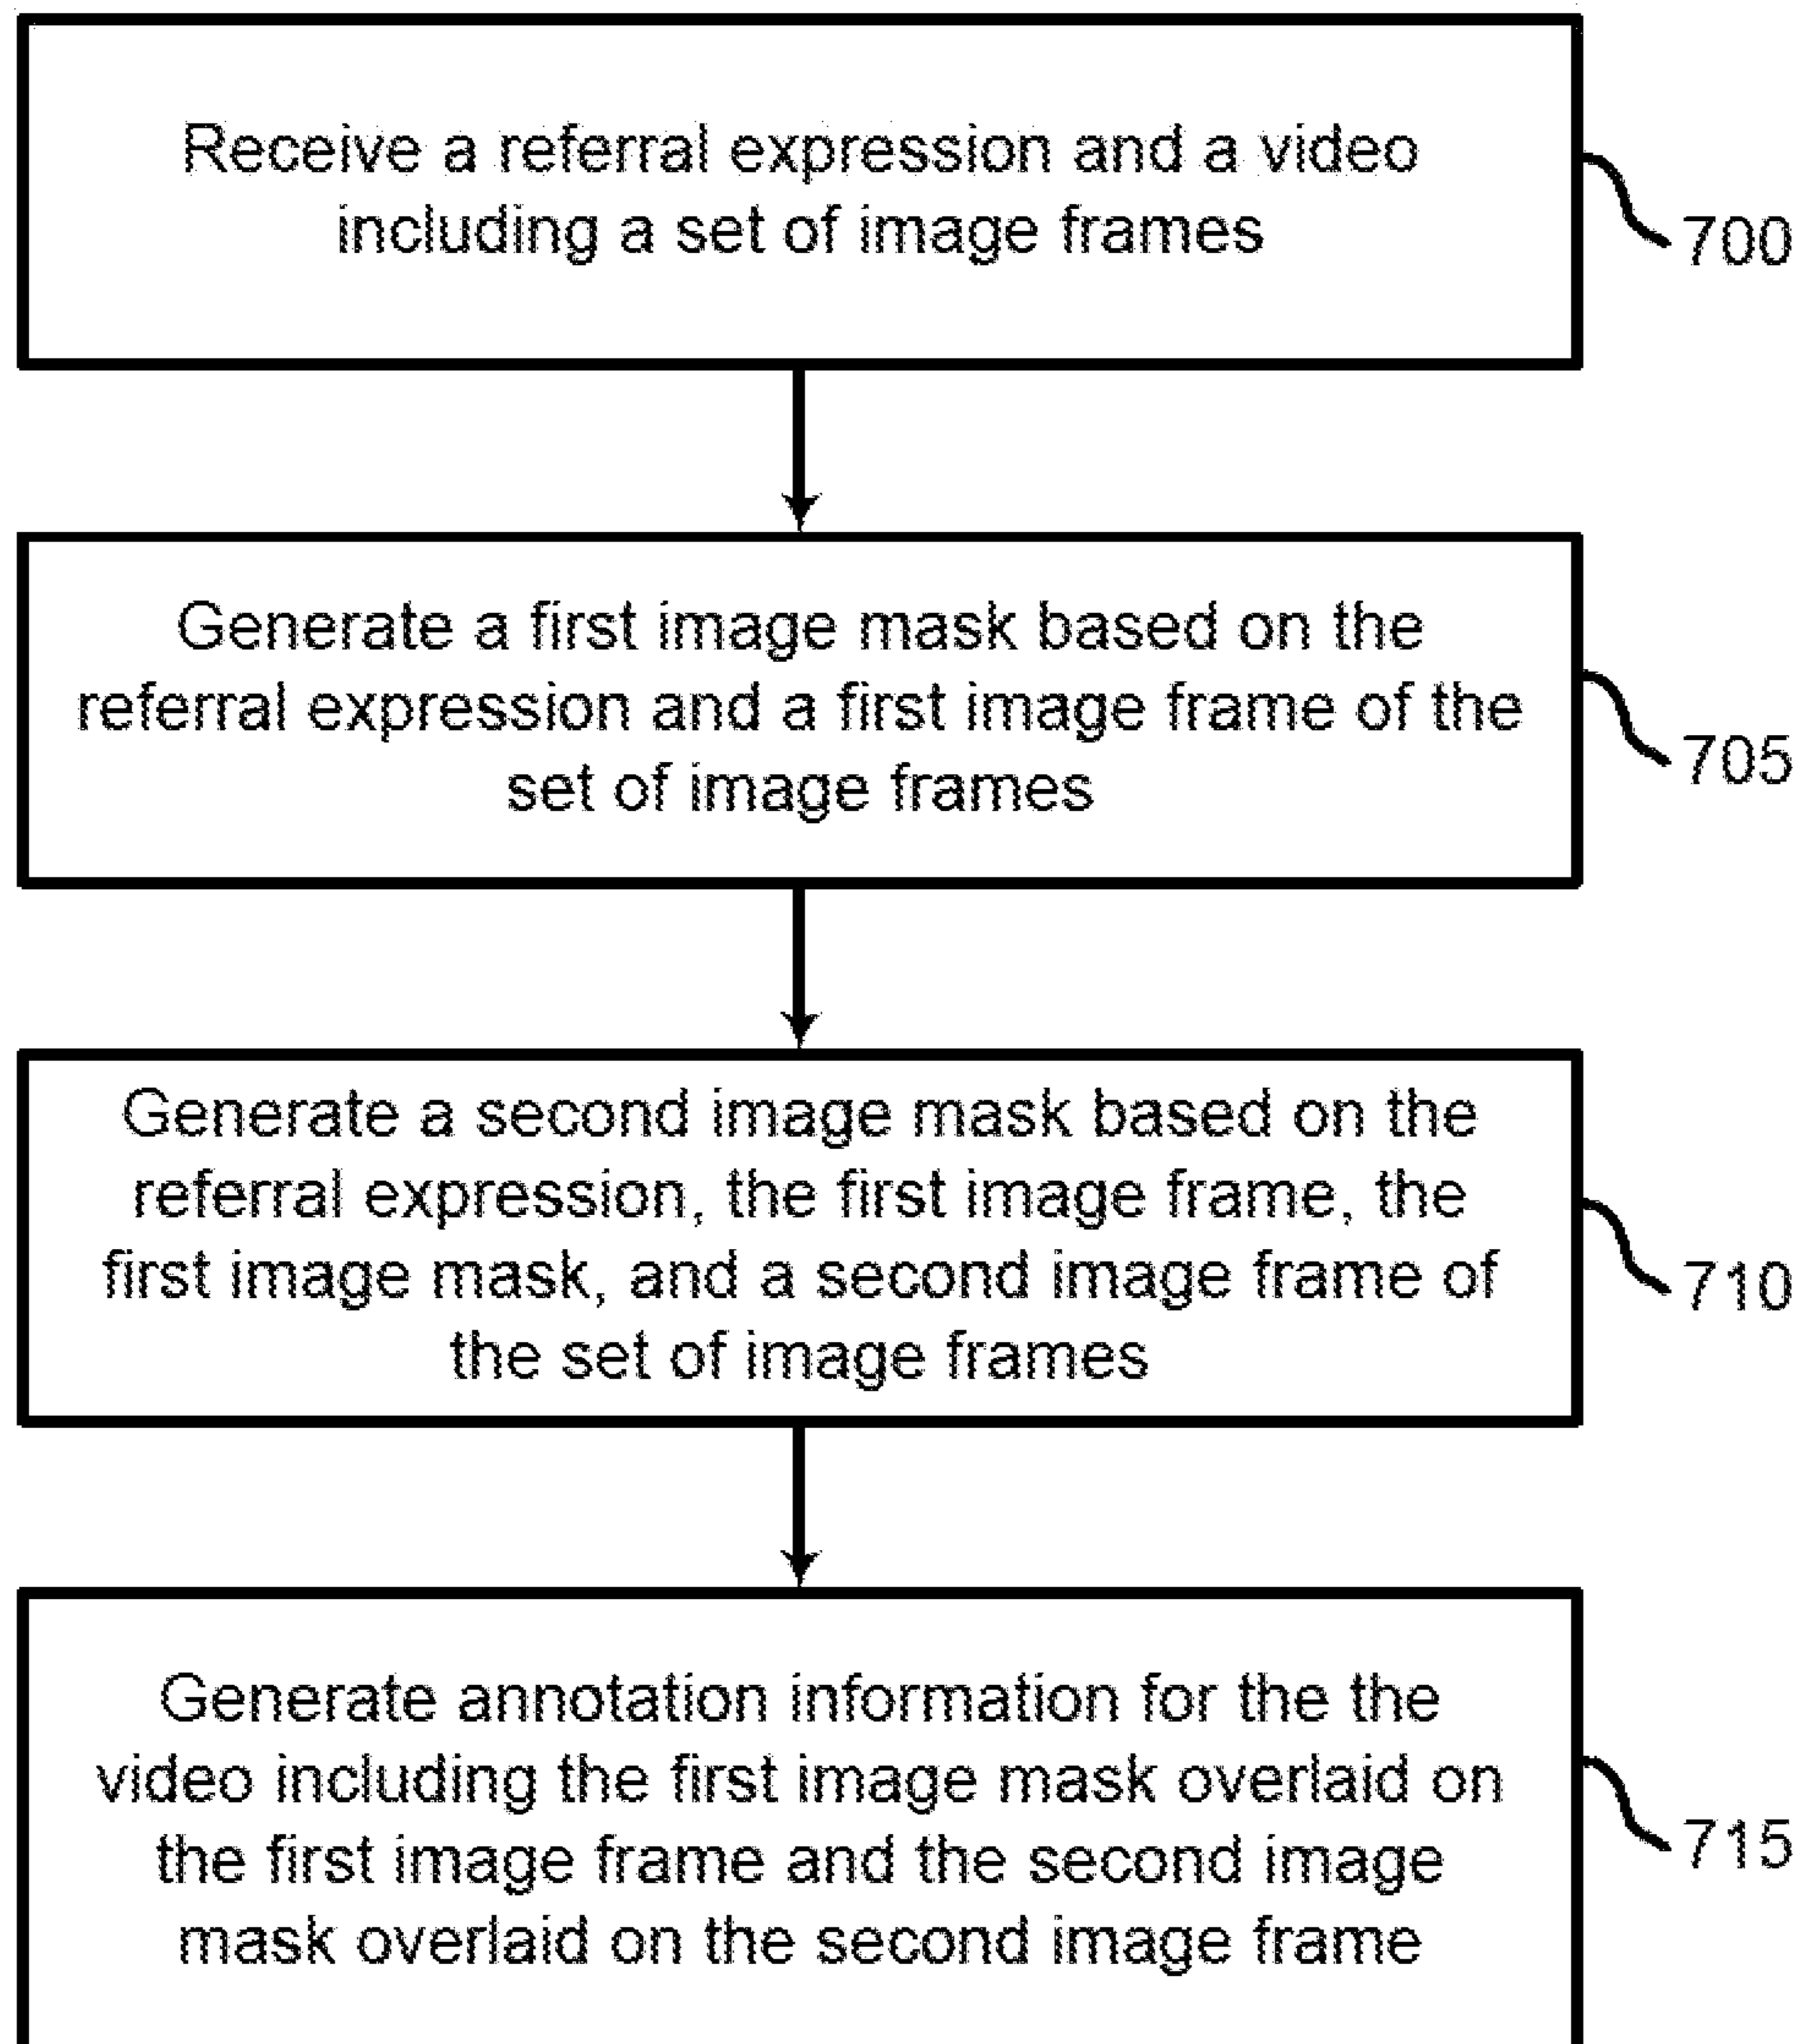 Receive a referral expression and a video
including a set of image frames
700
Generate a first image mask based on the
referral expression and a first image frame of the
set of image frames
705
Generate a second image mask based on the
referral expression, the first image frame, the
first image mask, and a second image frame of
the set of image frames
710
Generate annotation information for the the
video including the first image mask overlaid on
the first image frame and the second image
mask overlaid on the second image frame
715